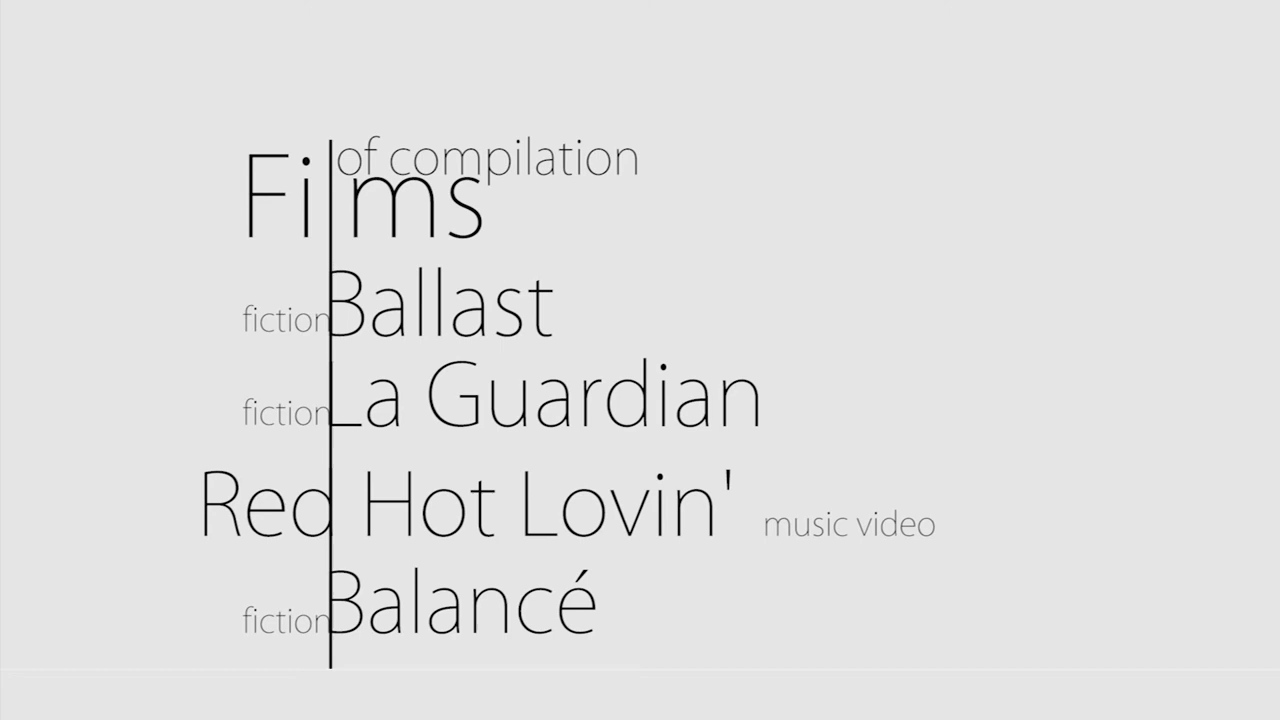 of compilation
Films
fiction Ballast
fiction La Guardian
Red Hot Lovin' music video
fiction Balancé